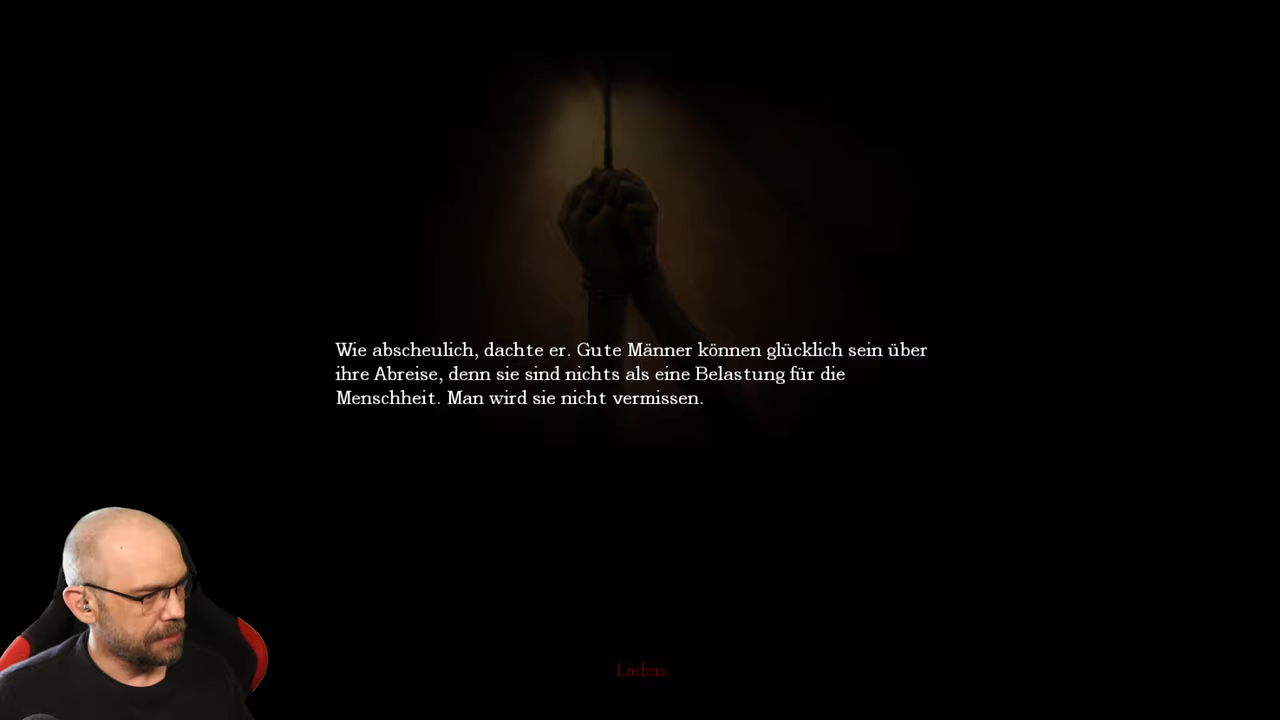 Wie abscheulich, dachte er. Gute Männer können glücklich sein über
ihre Abreise, denn sie sind nichts als eine Belastung für die
Menschheit. Man wird sie nicht vermissen.
Laden